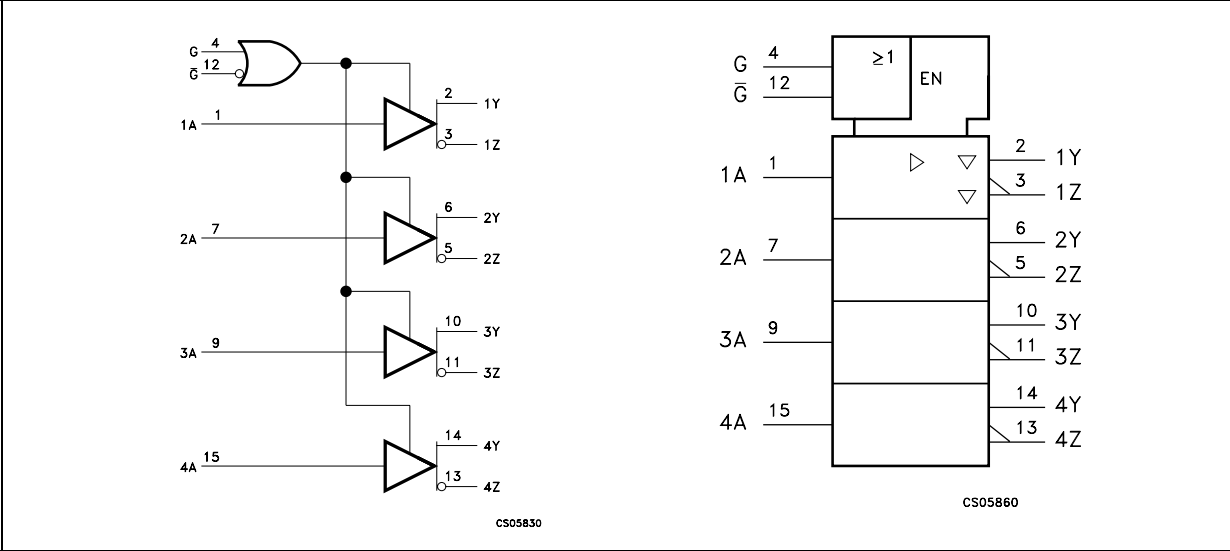 G 4
G̅ 12
1A 1
2 1Y
3 1Z
2A 7
6 2Y
5 2Z
3A 9
10 3Y
11 3Z
4A 15
14 4Y
13 4Z
CS05830
G 4
G̅ 12
≥1
EN
1A 1
2 1Y
3 1Z
2A 7
6 2Y
5 2Z
3A 9
10 3Y
11 3Z
4A 15
14 4Y
13 4Z
CS05860